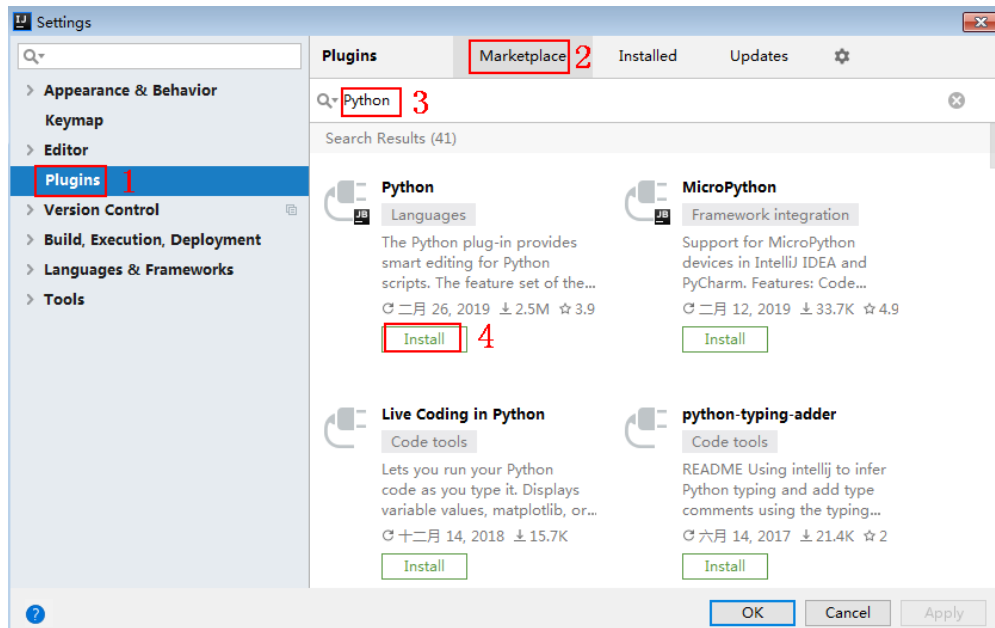 Settings
Appearance & Behavior
Keymap
Editor
Plugins 1
Version Control
Build, Execution, Deployment
Languages & Frameworks
Tools
Plugins Marketplace 2 Installed Updates
Python 3
Search Results (41)
Python
Languages
The Python plug-in provides
smart editing for Python
scripts. The feature set of the...
二月 26, 2019 2.5M 3.9
Install 4
MicroPython
Framework integration
Support for MicroPython
devices in IntelliJ IDEA and
PyCharm. Features: Code...
二月 12, 2019 33.7K 4.9
Install
Live Coding in Python
Code tools
Lets you run your Python
code as you type it. Displays
variable values, matplotlib, or...
十二月 14, 2018 15.7K
Install
python-typing-adder
Code tools
README Using intellij to infer
Python typing and add type
comments using the typing...
六月 14, 2017 21.4K 2
Install
?
OK Cancel Apply